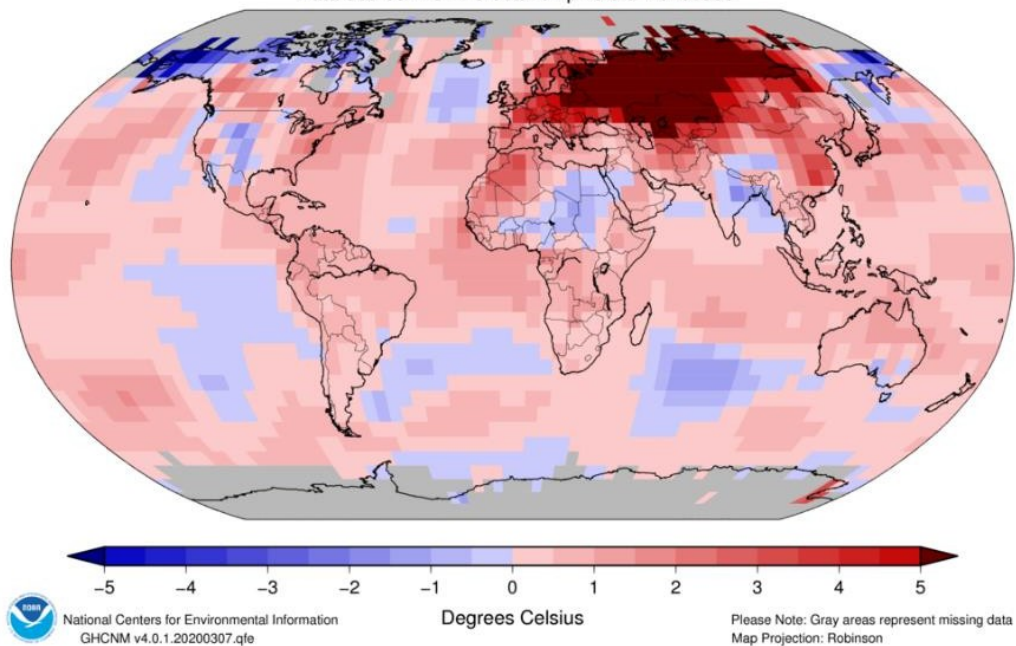 −5 −4 −3 −2 −1 0 1 2 3 4 5
NOAA
National Centers for Environmental Information
GHCNM v4.0.1.20200307.qfe
Degrees Celsius
Please Note: Gray areas represent missing data
Map Projection: Robinson